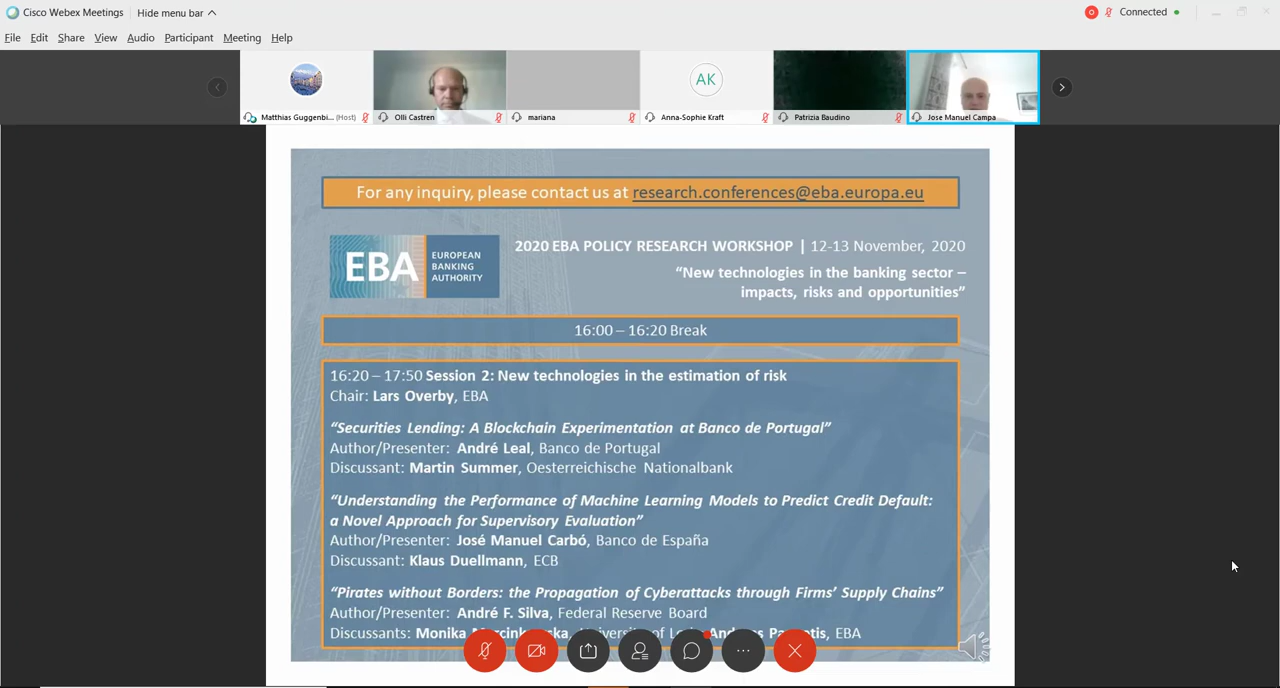 Cisco Webex Meetings
Hide menu bar
Connected
File Edit Share View Audio Participant Meeting Help
AK
Matthias Guggenbi... (Host)
Olli Castren
mariana
Anna-Sophie Kraft
Patrizia Baudino
Jose Manuel Campa
For any inquiry, please contact us at research.conferences@eba.europa.eu
EBA EUROPEAN BANKING AUTHORITY
2020 EBA POLICY RESEARCH WORKSHOP | 12-13 November, 2020
“New technologies in the banking sector –
impacts, risks and opportunities”
16:00 – 16:20 Break
16:20 – 17:50 Session 2: New technologies in the estimation of risk
Chair: Lars Overby, EBA
“Securities Lending: A Blockchain Experimentation at Banco de Portugal”
Author/Presenter: André Leal, Banco de Portugal
Discussant: Martin Summer, Oesterreichische Nationalbank
“Understanding the Performance of Machine Learning Models to Predict Credit Default:
a Novel Approach for Supervisory Evaluation”
Author/Presenter: José Manuel Carbó, Banco de España
Discussant: Klaus Duellmann, ECB
“Pirates without Borders: the Propagation of Cyberattacks through Firms’ Supply Chains”
Author/Presenter: André F. Silva, Federal Reserve Board
Discussants: Monika of EBA